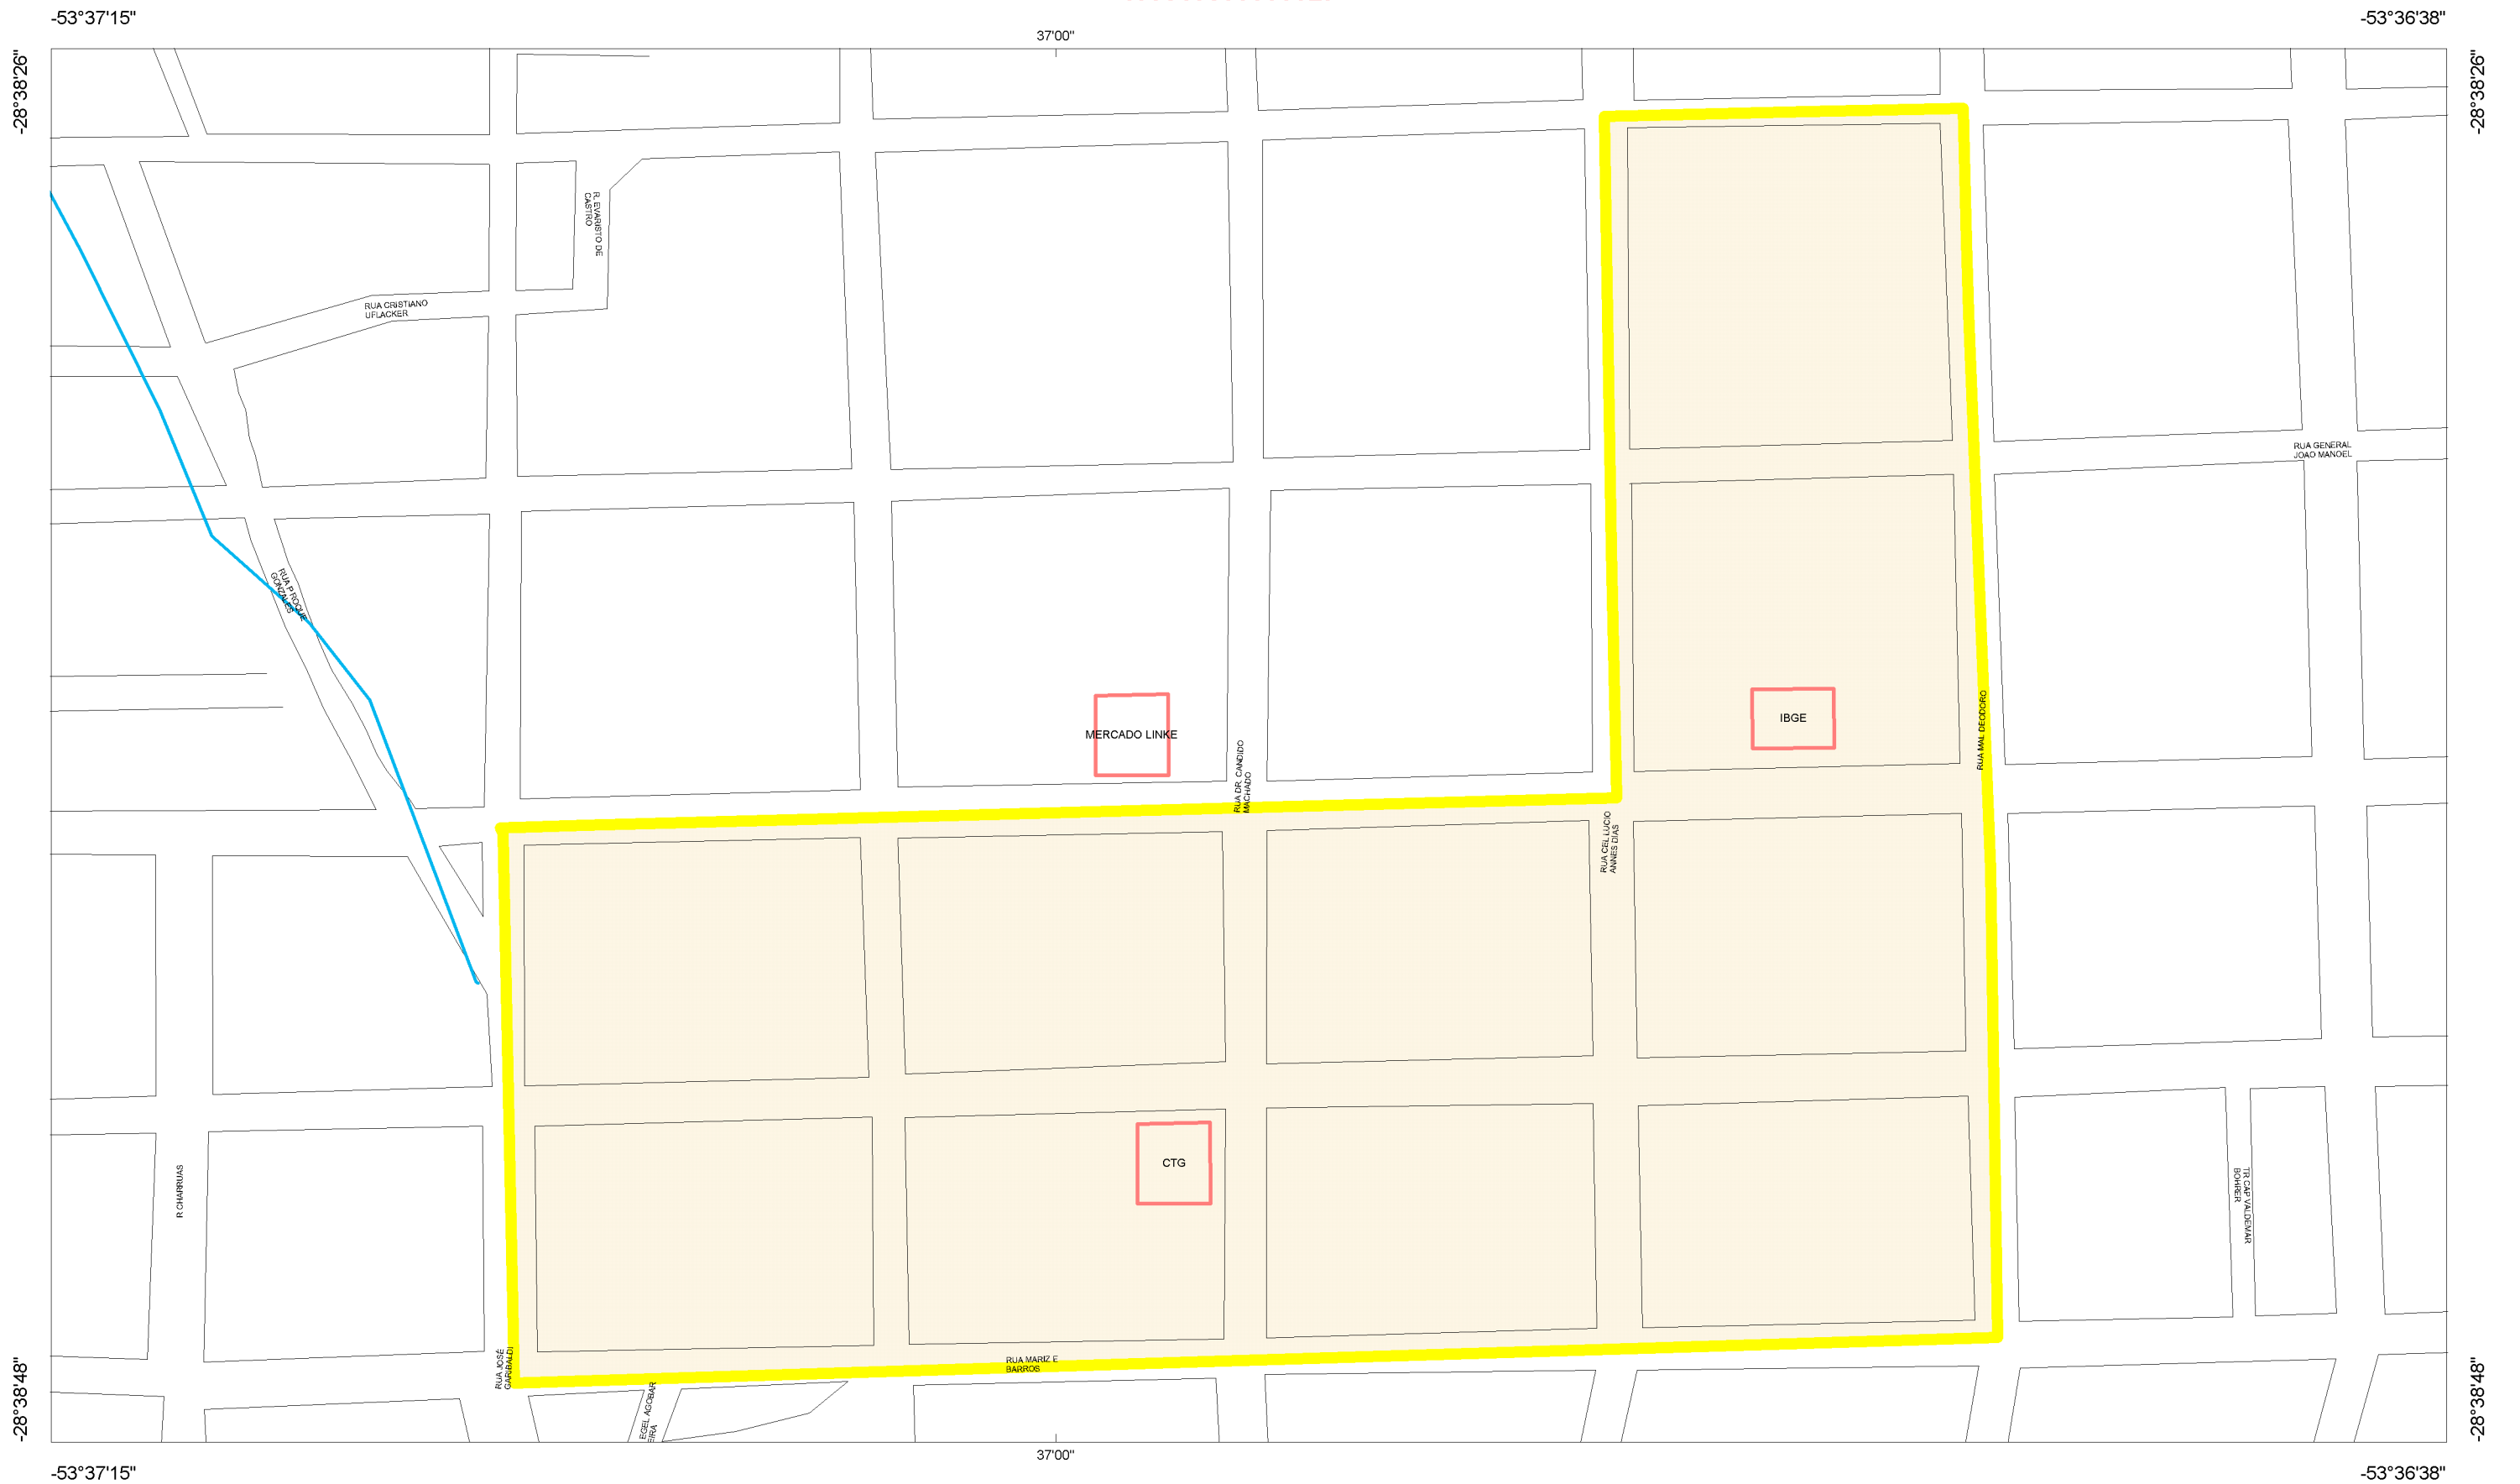 -53°37'15"
-53°36'38"
37'00"
-28°38'26"
-28°38'26"
R. EVARISTO DE
CASTRO
RUA CRISTIANO
UFLACKER
RUA GENERAL
JOAO MANOEL
RUA P ROQUE
GONZALES
IBGE
MERCADO LINKE
RUA MAL DEODORO
RUA DR. CANDIDO
MACHADO
RUA CEL LUCIO
ANNES DIAS
CTG
R CHARRUAS
TR CAP VALDEMAR
BOHRER
RUA JOSÉ
GARIBALDI
RUA MARIZ E
BARROS
EGEL AGOBAR
EIRA
-28°38'48"
-28°38'48"
37'00"
-53°37'15"
-53°36'38"